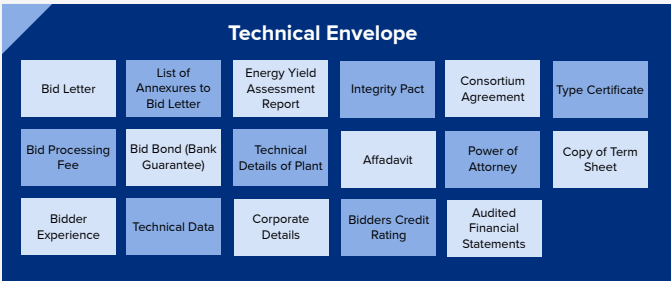 Technical Envelope
Bid Letter
List of
Annexures to
Bid Letter
Energy Yield
Assessment
Report
Integrity Pact
Consortium
Agreement
Type Certificate
Bid Processing
Fee
Bid Bond (Bank
Guarantee)
Technical
Details of Plant
Affadavit
Power of
Attorney
Copy of Term
Sheet
Bidder
Experience
Technical Data
Corporate
Details
Bidders Credit
Rating
Audited
Financial
Statements